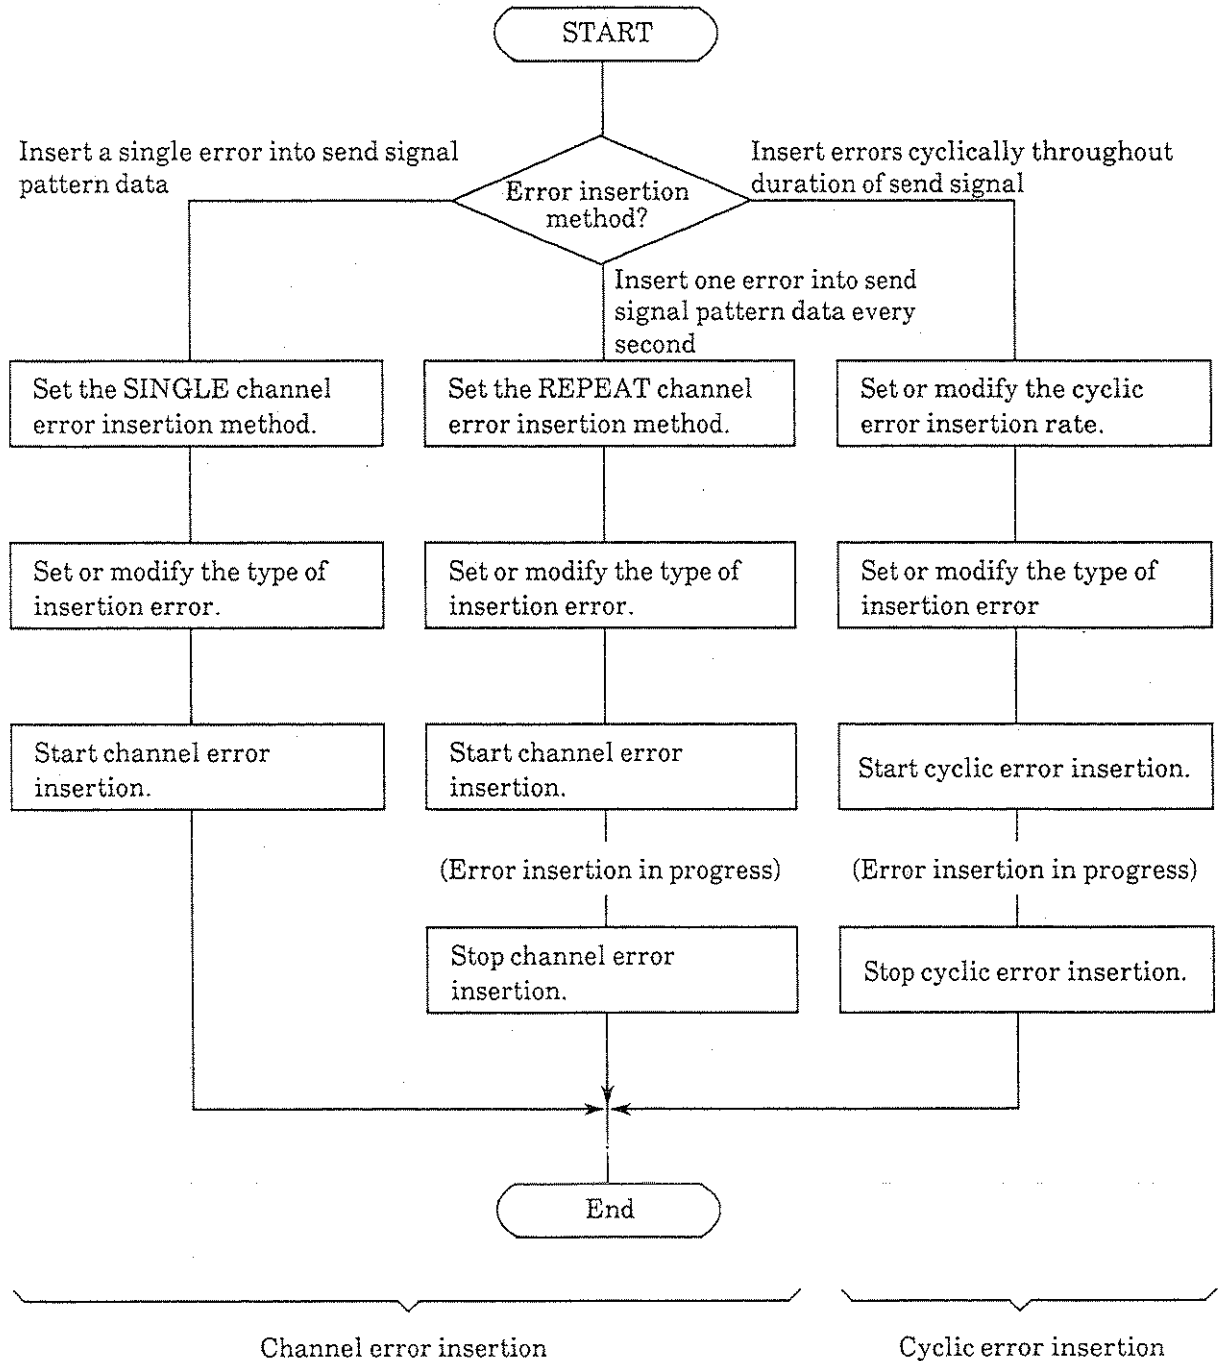 START
Insert a single error into send signal
pattern data
Error insertion
method?
Insert errors cyclically throughout
duration of send signal
Insert one error into send
signal pattern data every
second
Set the SINGLE channel
error insertion method.
Set or modify the type of
insertion error.
Start channel error
insertion.
Set the REPEAT channel
error insertion method.
Set or modify the type of
insertion error.
Start channel error
insertion.
(Error insertion in progress)
Stop channel error
insertion.
Set or modify the cyclic
error insertion rate.
Set or modify the type of
insertion error
Start cyclic error insertion.
(Error insertion in progress)
Stop cyclic error insertion.
End
Channel error insertion
Cyclic error insertion